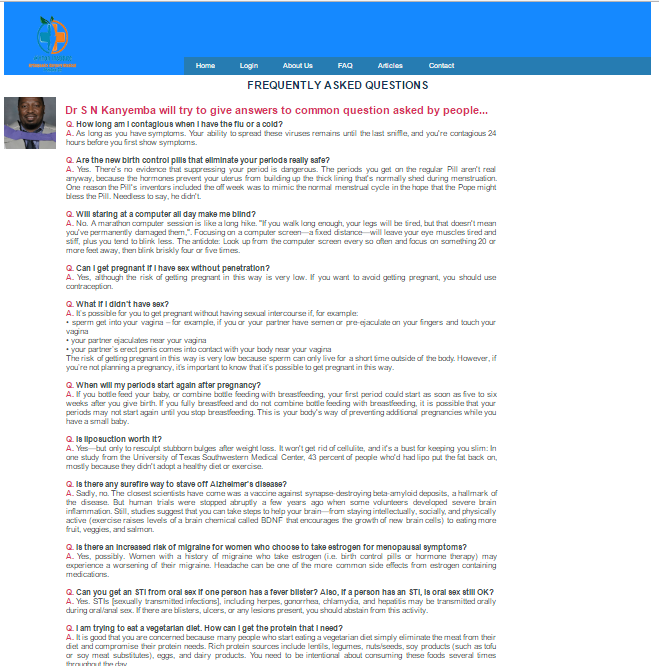 Home Login About Us FAQ Articles Contact
FREQUENTLY ASKED QUESTIONS
Dr S N Kanyemba will try to give answers to common question asked by people...
Q. How long am I contagious when I have the flu or a cold?
A. As long as you have symptoms. Your ability to spread these viruses remains until the last sniffle, and you're contagious 24
hours before you first show symptoms.
Q. Are the new birth control pills that eliminate your periods really safe?
A. Yes. There's no evidence that suppressing your period is dangerous. The periods you get on the regular Pill aren't real
anyway, because the hormones prevent your uterus from building up the thick lining that's normally shed during menstruation.
One reason the Pill's inventors included the off week was to mimic the normal menstrual cycle in the hope that the Pope might
bless the Pill. Needless to say, he didn't.
Q. Will staring at a computer all day make me blind?
A. No. A marathon computer session is like a long hike. "If you walk long enough, your legs will be tired, but that doesn't mean
you've permanently damaged them,". Focusing on a computer screen—a fixed distance—will leave your eye muscles tired and
stiff, plus you tend to blink less. The antidote: Look up from the computer screen every so often and focus on something 20 or
more feet away, then blink briskly four or five times.
Q. Can I get pregnant if I have sex without penetration?
A. Yes, although the risk of getting pregnant in this way is very low. If you want to avoid getting pregnant, you should use
contraception.
Q. What if I didn't have sex?
A. It's possible for you to get pregnant without having sexual intercourse if, for example:
• sperm get into your vagina – for example, if you or your partner have semen or pre-ejaculate on your fingers and touch your
vagina
• your partner ejaculates near your vagina
• your partner's erect penis comes into contact with your body near your vagina
The risk of getting pregnant in this way is very low because sperm can only live for a short time outside of the body. However, if
you're not planning a pregnancy, it's important to know that it's possible to get pregnant in this way.
Q. When will my periods start again after pregnancy?
A. If you bottle feed your baby, or combine bottle feeding with breastfeeding, your first period could start as soon as five to six
weeks after you give birth. If you fully breastfeed and do not combine bottle feeding with breastfeeding, it is possible that your
periods may not start again until you stop breastfeeding. This is your body's way of preventing additional pregnancies while you
have a small baby.
Q. Is liposuction worth it?
A. Yes—but only to resculpt stubborn bulges after weight loss. It won't get rid of cellulite, and it's a bust for keeping you slim: In
one study from the University of Texas Southwestern Medical Center, 43 percent of people who'd had lipo put the fat back on,
mostly because they didn't adopt a healthy diet or exercise.
Q. Is there any surefire way to stave off Alzheimer's disease?
A. Sadly, no. The closest scientists have come was a vaccine against synapse-destroying beta-amyloid deposits, a hallmark of
the disease. But human trials were stopped abruptly a few years ago when some volunteers developed severe brain
inflammation. Still, studies suggest that you can take steps to help your brain—from staying intellectually, socially, and physically
active (exercise raises levels of a brain chemical called BDNF that encourages the growth of new brain cells) to eating more
fruit, veggies, and salmon.
Q. Is there an increased risk of migraine for women who choose to take estrogen for menopausal symptoms?
A. Yes, possibly. Women with a history of migraine who take estrogen (i.e. birth control pills or hormone therapy) may
experience a worsening of their migraine. Headache can be one of the more common side effects from estrogen containing
medications.
Q. Can you get an STI from oral sex if one person has a fever blister? Also, if a person has an STI, is oral sex still OK?
A. Yes. STIs [sexually transmitted infections], including herpes, gonorrhea, chlamydia, and hepatitis may be transmitted orally
during oral/anal sex. If there are blisters, ulcers, or any lesions present, you should abstain from this activity.
Q. I am trying to eat a vegetarian diet. How can I get the protein that I need?
A. It is good that you are concerned because many people who start eating a vegetarian diet simply eliminate the meat from their
diet and compromise their protein needs. Rich protein sources include lentils, legumes, nuts/seeds, soy products (such as tofu
or soy meat substitutes), eggs, and dairy products. You need to be intentional about consuming these foods several times
throughout the day.